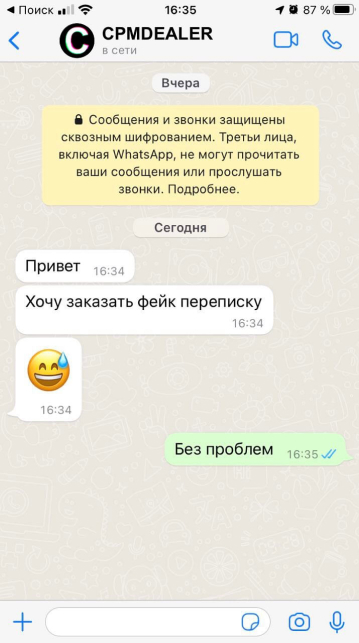 Поиск 16:35 87 %
CPMDEALER
в сети
Вчера
Сообщения и звонки защищены
сквозным шифрованием. Третьи лица,
включая WhatsApp, не могут прочитать
ваши сообщения или прослушать
звонки. Подробнее.
Сегодня
Привет 16:34
Хочу заказать фейк переписку
16:34
16:34
Без проблем 16:35